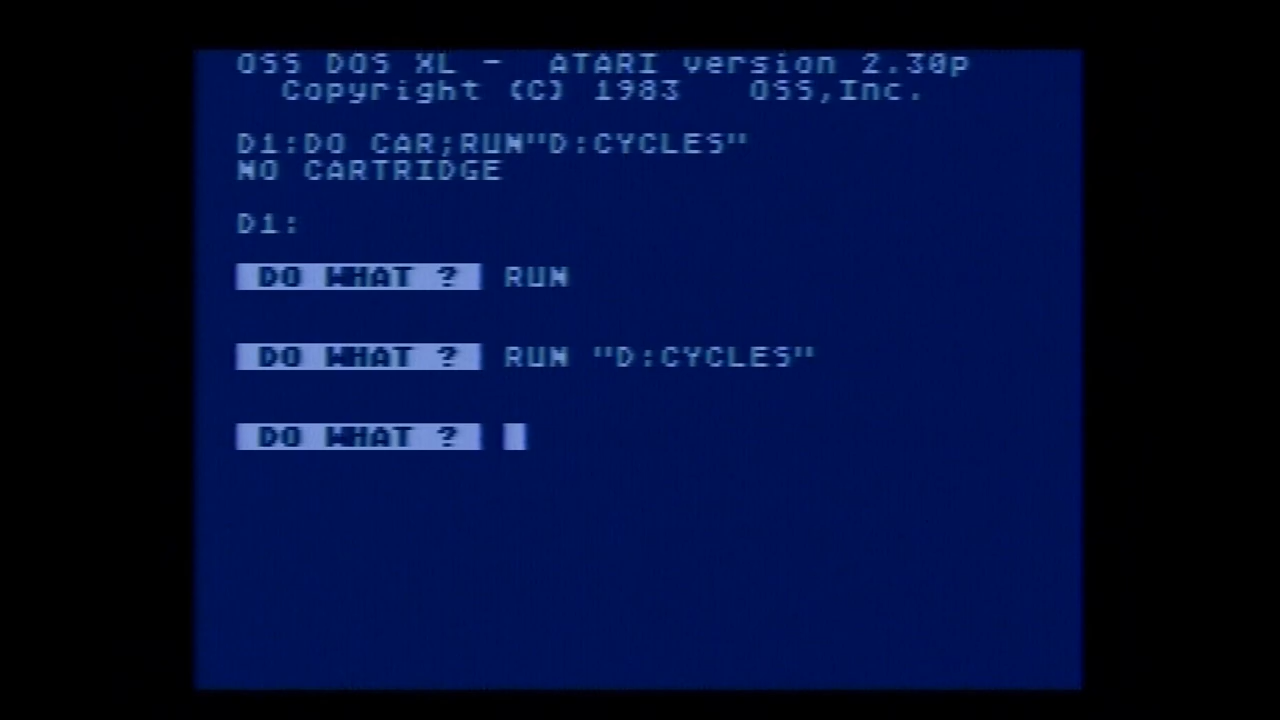 OSS DOS XL - ATARI version 2.30p
Copyright (C) 1983 OSS,Inc.
D1:DO CAR;RUN"D:CYCLES"
NO CARTRIDGE
D1:
DO WHAT ? RUN
DO WHAT ? RUN "D:CYCLES"
DO WHAT ?